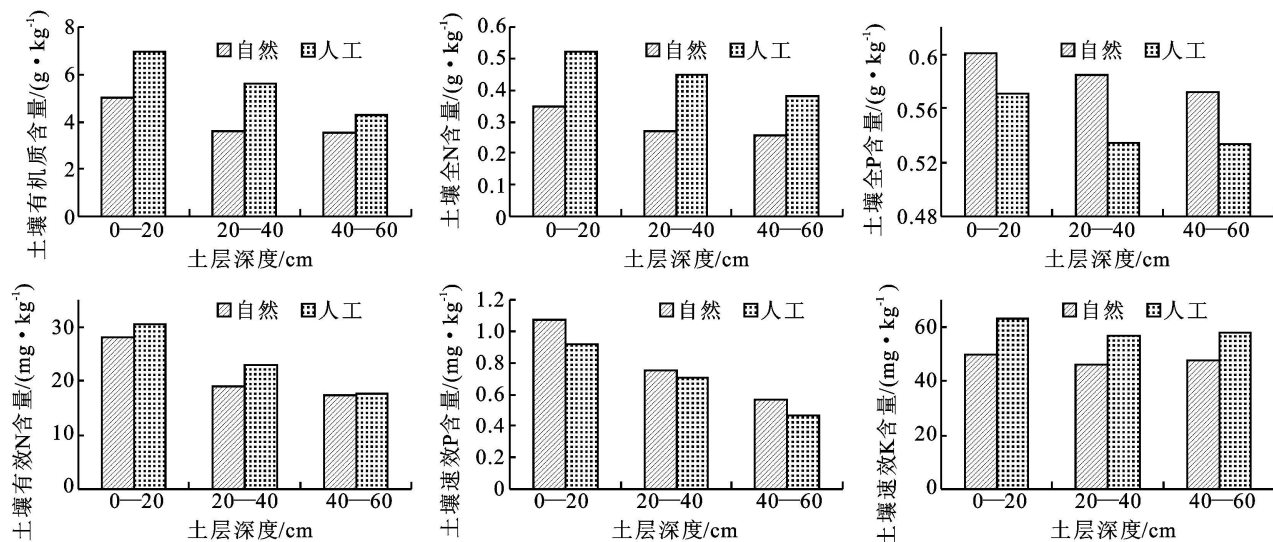 土壤有机质含量/(g·kg⁻¹)
8
6
4
2
0
自然 人工
0—20 20—40 40—60
土层深度/cm
土壤全N含量/(g·kg⁻¹)
0.6
0.5
0.4
0.3
0.2
0.1
0
自然 人工
0—20 20—40 40—60
土层深度/cm
土壤全P含量/(g·kg⁻¹)
0.6
0.56
0.52
0.48
自然 人工
0—20 20—40 40—60
土层深度/cm
土壤有效N含量/(mg·kg⁻¹)
30
20
10
0
自然 人工
0—20 20—40 40—60
土层深度/cm
土壤速效P含量/(mg·kg⁻¹)
1.2
1.0
0.8
0.6
0.4
0.2
0
自然 人工
0—20 20—40 40—60
土层深度/cm
土壤速效K含量/(mg·kg⁻¹)
60
40
20
0
自然 人工
0—20 20—40 40—60
土层深度/cm